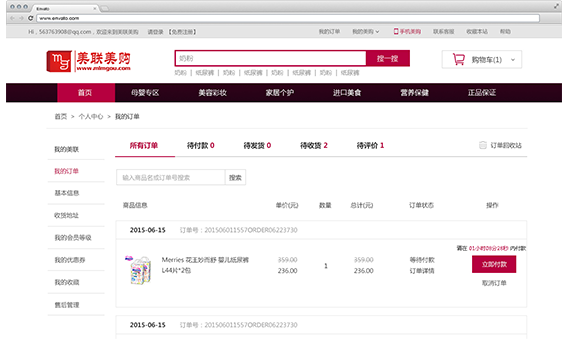 Envato
www.envato.com
Hi，563763908@qq.com，欢迎来到美联美购 请登录 【免费注册】 我的订单 我的美购 手机美购 联系客服 收藏本站 帮助
my 美联美购
www.mlmgou.com
奶粉 搜一搜
购物车(1)
奶粉 | 纸尿裤 | 奶粉 | 纸尿裤 | 奶粉 | 纸尿裤 | 奶粉 | 纸尿裤
首页 母婴专区 美容彩妆 家居个护 进口美食 营养保健 正品保证
首页 > 个人中心 > 我的订单
我的美联
我的订单
基本信息
收货地址
我的会员等级
我的优惠券
我的收藏
售后管理
所有订单 待付款 0 待发货 0 待收货 2 待评价 1 订单回收站
输入商品名或订单号搜索 搜索
商品信息 单价(元) 数量 总计(元) 订单状态 操作
2015-06-15 订单号：201506011557ORDER06223730
请在 01小时08分28秒 内付款
Merries 花王妙而舒 婴儿纸尿裤 359.00 359.00 等待付款 立即付款
L44片*2包 236.00 1 236.00 订单详情
取消订单
2015-06-15 订单号：201506011557ORDER06223730